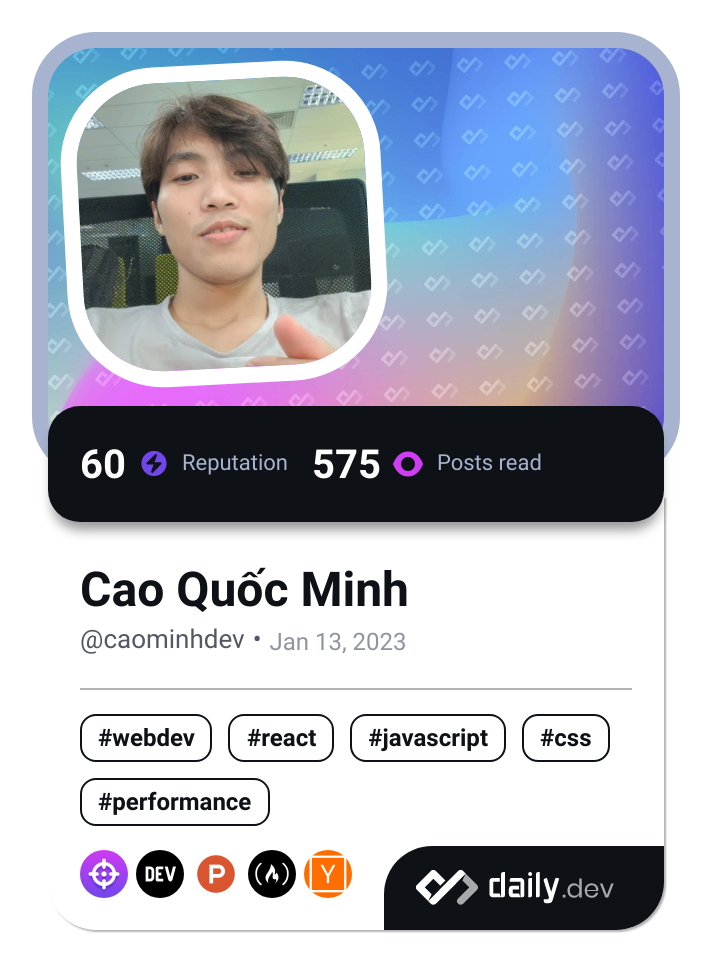 60 Reputation 575 Posts read
Cao Quốc Minh
@caominhdev • Jan 13, 2023
#webdev #react #javascript #css
#performance
DEV P Y
daily.dev